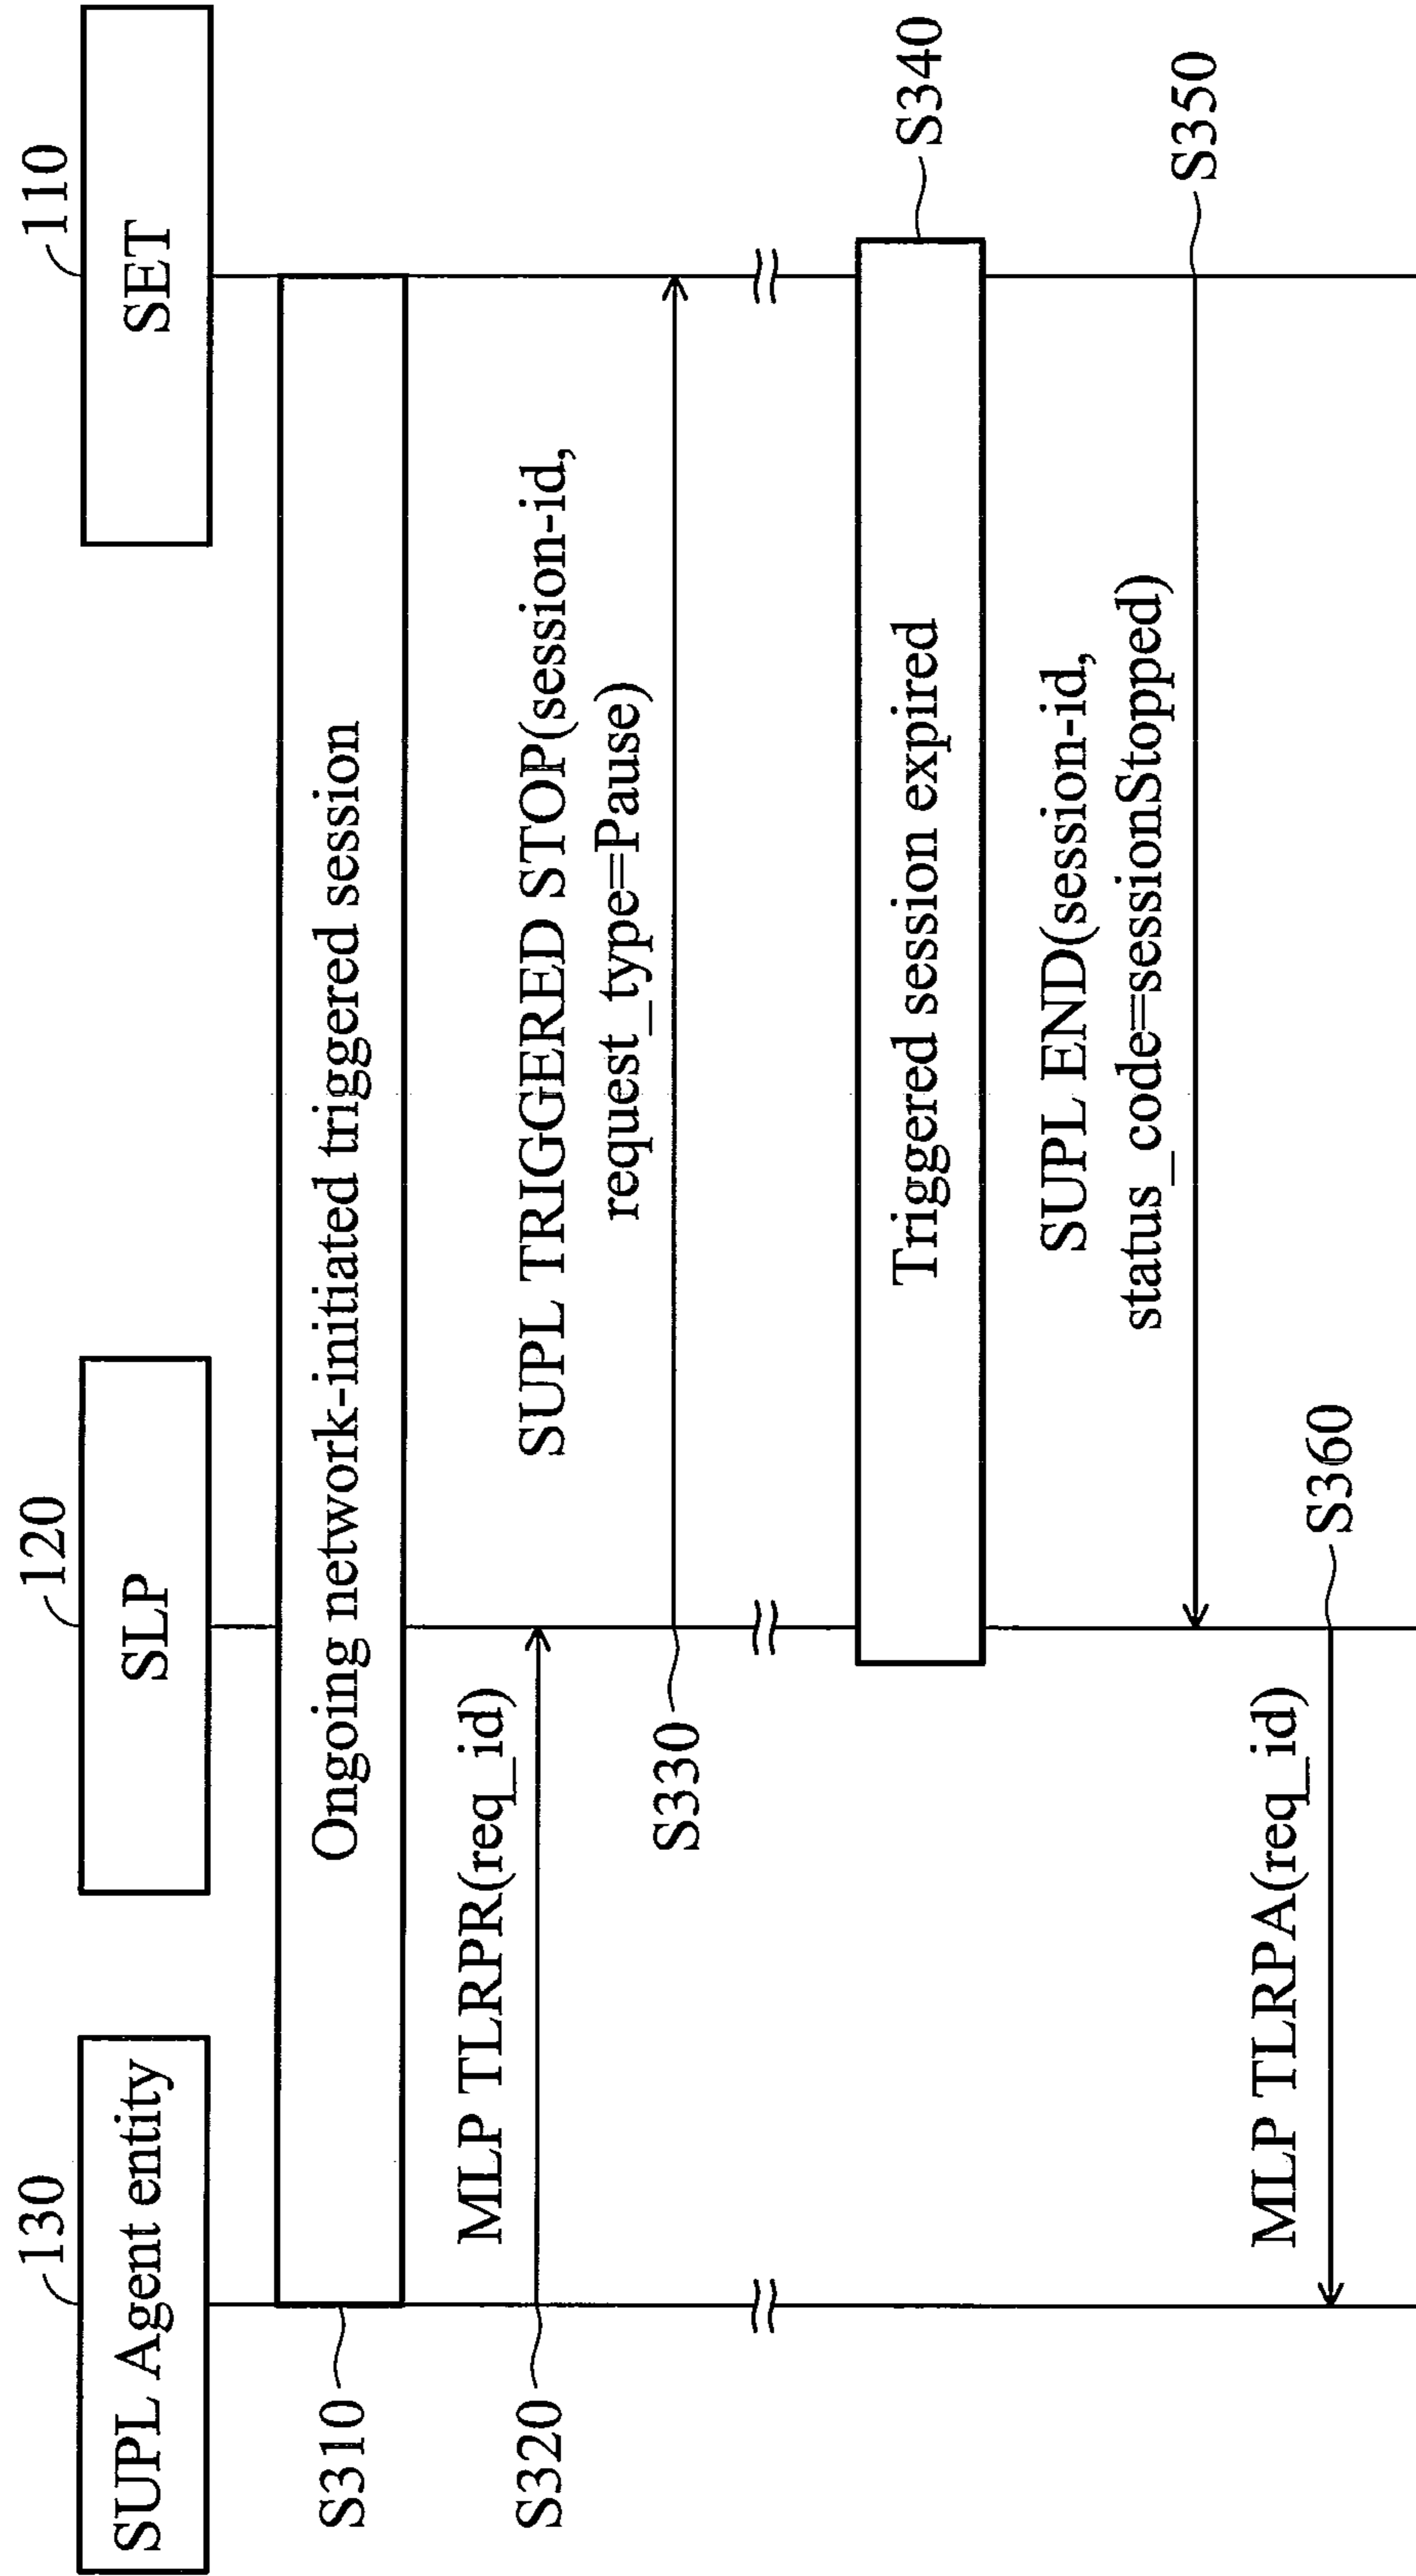 130
120
110
SUPL Agent entity
SLP
SET
S310
Ongoing network-initiated triggered session
S320
MLP TLRPR(req_id)
SUPL TRIGGERED STOP(session-id,
request_type=Pause)
S330
Triggered session expired
S340
SUPL END(session-id,
status_code=sessionStopped)
S350
MLP TLRPA(req_id)
S360